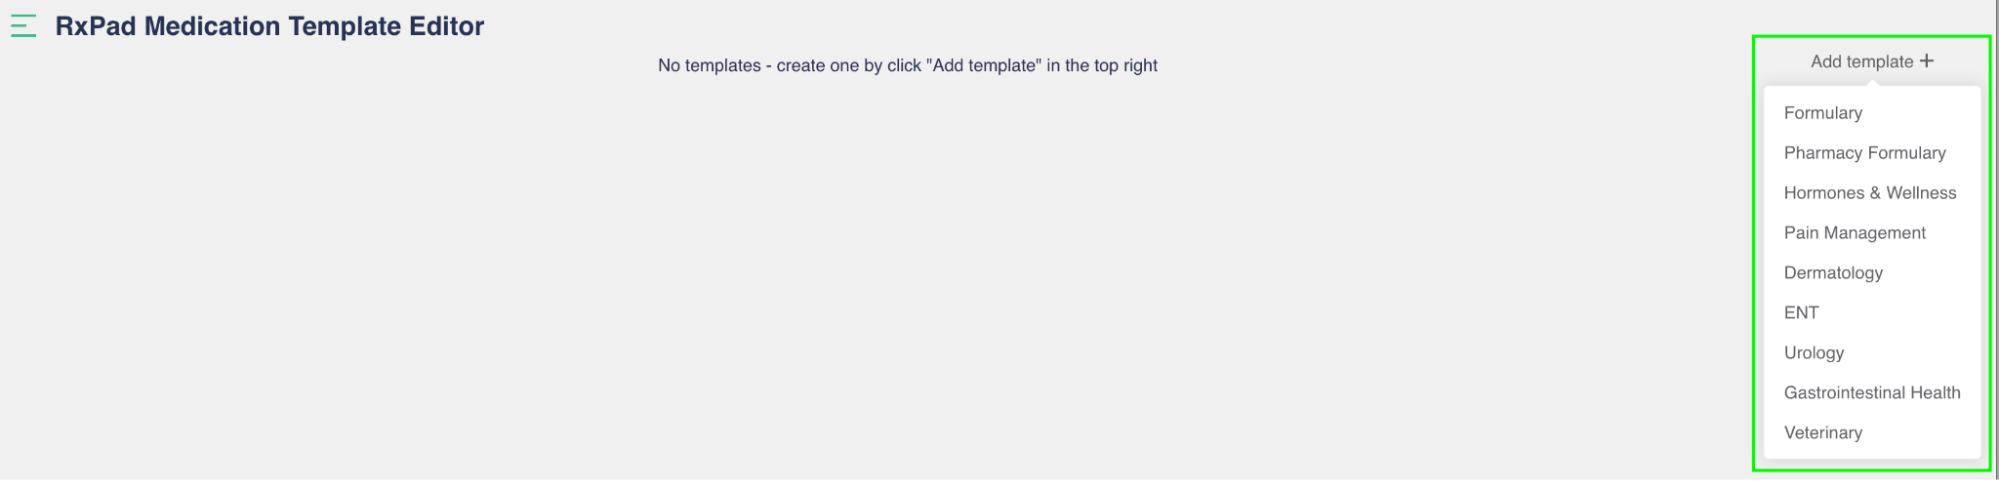 RxPad Medication Template Editor
No templates - create one by click "Add template" in the top right
Add template +
Formulary
Pharmacy Formulary
Hormones & Wellness
Pain Management
Dermatology
ENT
Urology
Gastrointestinal Health
Veterinary